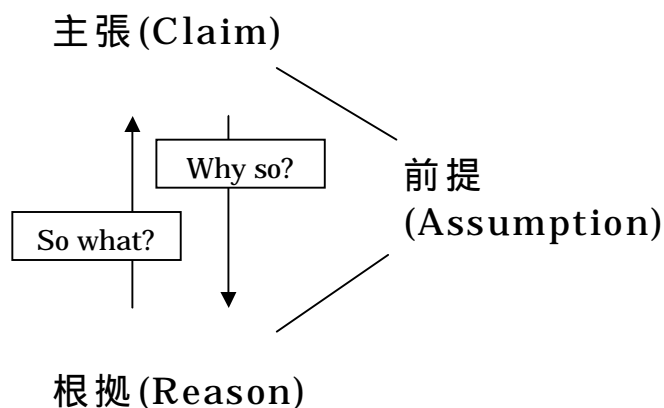 主張(Claim)
Why so?
前提
(Assumption)
So what?
根拠(Reason)